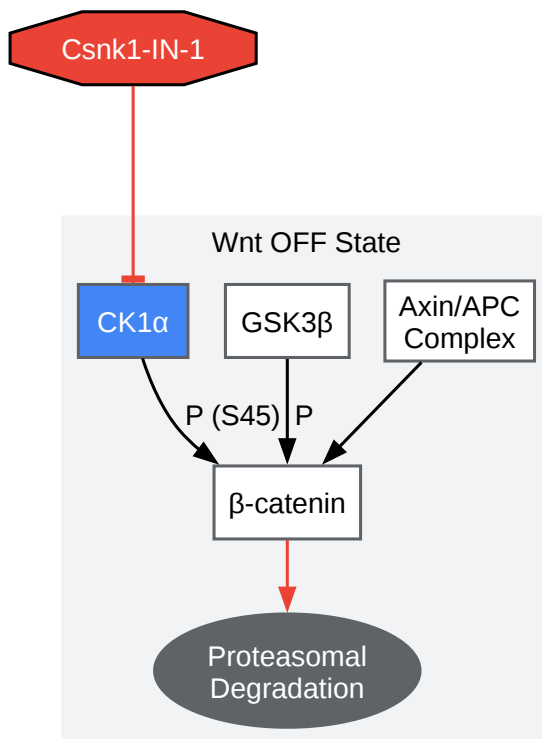 Csnk1-IN-1
Wnt OFF State
CK1α
GSK3β
Axin/APC
Complex
P (S45)
P
β-catenin
Proteasomal
Degradation